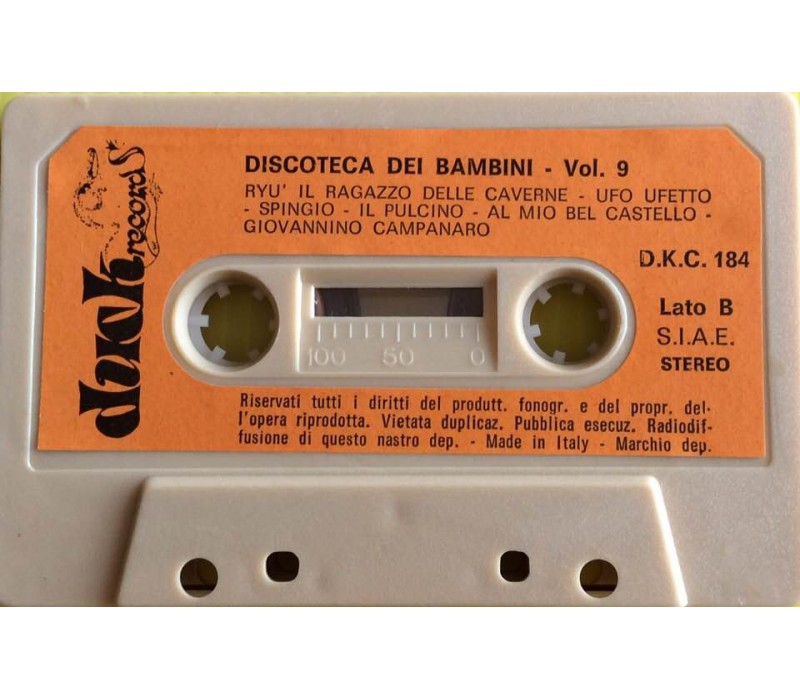 duck
records
DISCOTECA DEI BAMBINI - Vol. 9
RYU' IL RAGAZZO DELLE CAVERNE - UFO UFETTO
- SPINGIO - IL PULCINO - AL MIO BEL CASTELLO -
GIOVANNINO CAMPANARO
D.K.C. 184
Lato B
S.I.A.E.
STEREO
100 50 0
Riservati tutti i diritti del produtt. fonogr. e del propr. del-
l'opera riprodotta. Vietata duplicaz. Pubblica esecuz. Radiodif-
fusione di questo nastro dep. - Made in Italy - Marchio dep.